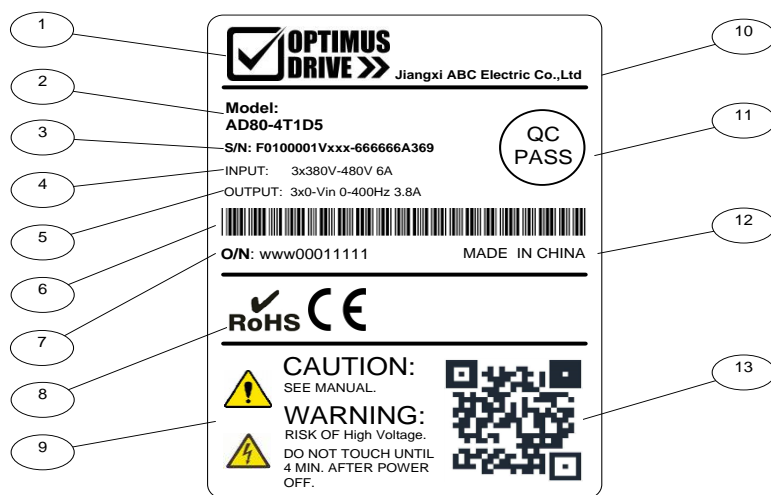 1
2
3
4
5
6
7
8
9
10
11
12
13
OPTIMUS
DRIVE
Jiangxi ABC Electric Co.,Ltd
Model:
AD80-4T1D5
S/N: F0100001Vxxx-666666A369
INPUT: 3x380V-480V 6A
OUTPUT: 3x0-Vin 0-400Hz 3.8A
QC
PASS
O/N: www00011111
MADE IN CHINA
RoHS CE
CAUTION:
SEE MANUAL.
WARNING:
RISK OF High Voltage.
DO NOT TOUCH UNTIL
4 MIN. AFTER POWER
OFF.